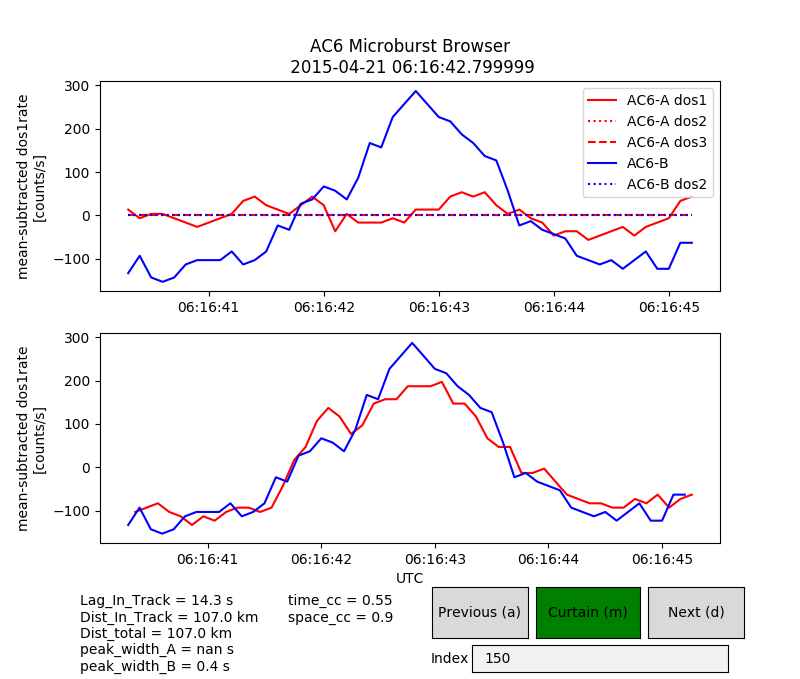 AC6 Microburst Browser
2015-04-21 06:16:42.799999
mean-subtracted dos1rate
[counts/s]
300
200
100
0
−100
AC6-A dos1
AC6-A dos2
AC6-A dos3
AC6-B
AC6-B dos2
06:16:41 06:16:42 06:16:43 06:16:44 06:16:45
mean-subtracted dos1rate
[counts/s]
300
200
100
0
−100
06:16:41 06:16:42 06:16:43 06:16:44 06:16:45
UTC
Lag_In_Track = 14.3 s
Dist_In_Track = 107.0 km
Dist_total = 107.0 km
peak_width_A = nan s
peak_width_B = 0.4 s
time_cc = 0.55
space_cc = 0.9
Previous (a) Curtain (m) Next (d)
Index 150